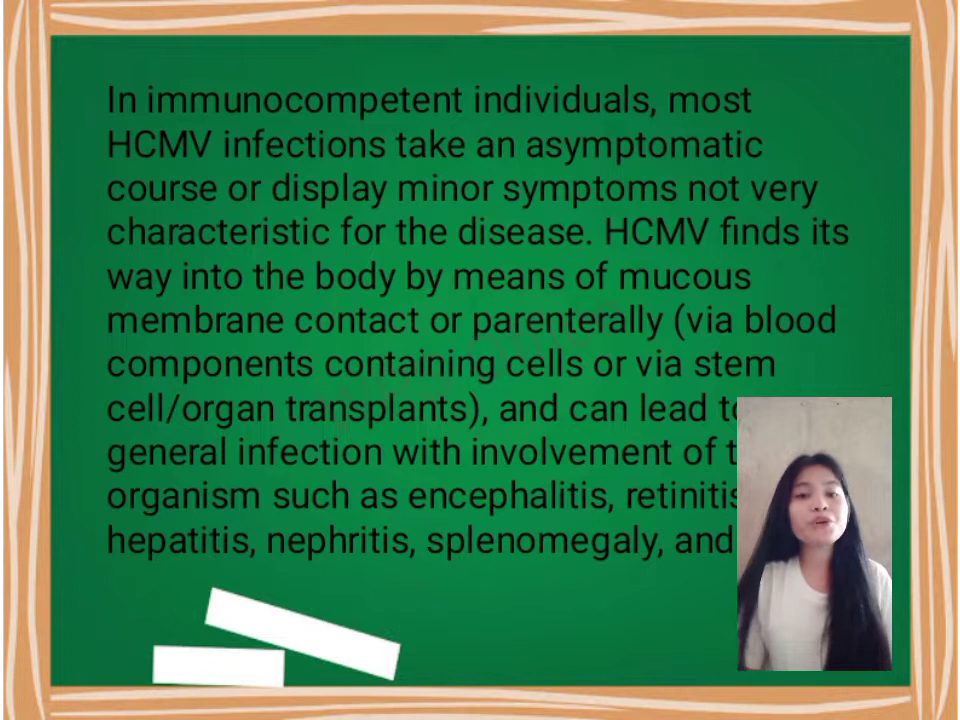 In immunocompetent individuals, most
HCMV infections take an asymptomatic
course or display minor symptoms not very
characteristic for the disease. HCMV finds its
way into the body by means of mucous
membrane contact or parenterally (via blood
components containing cells or via stem
cell/organ transplants), and can lead to
general infection with involvement of
organism such as encephalitis, retinitis
hepatitis, nephritis, splenomegaly, and